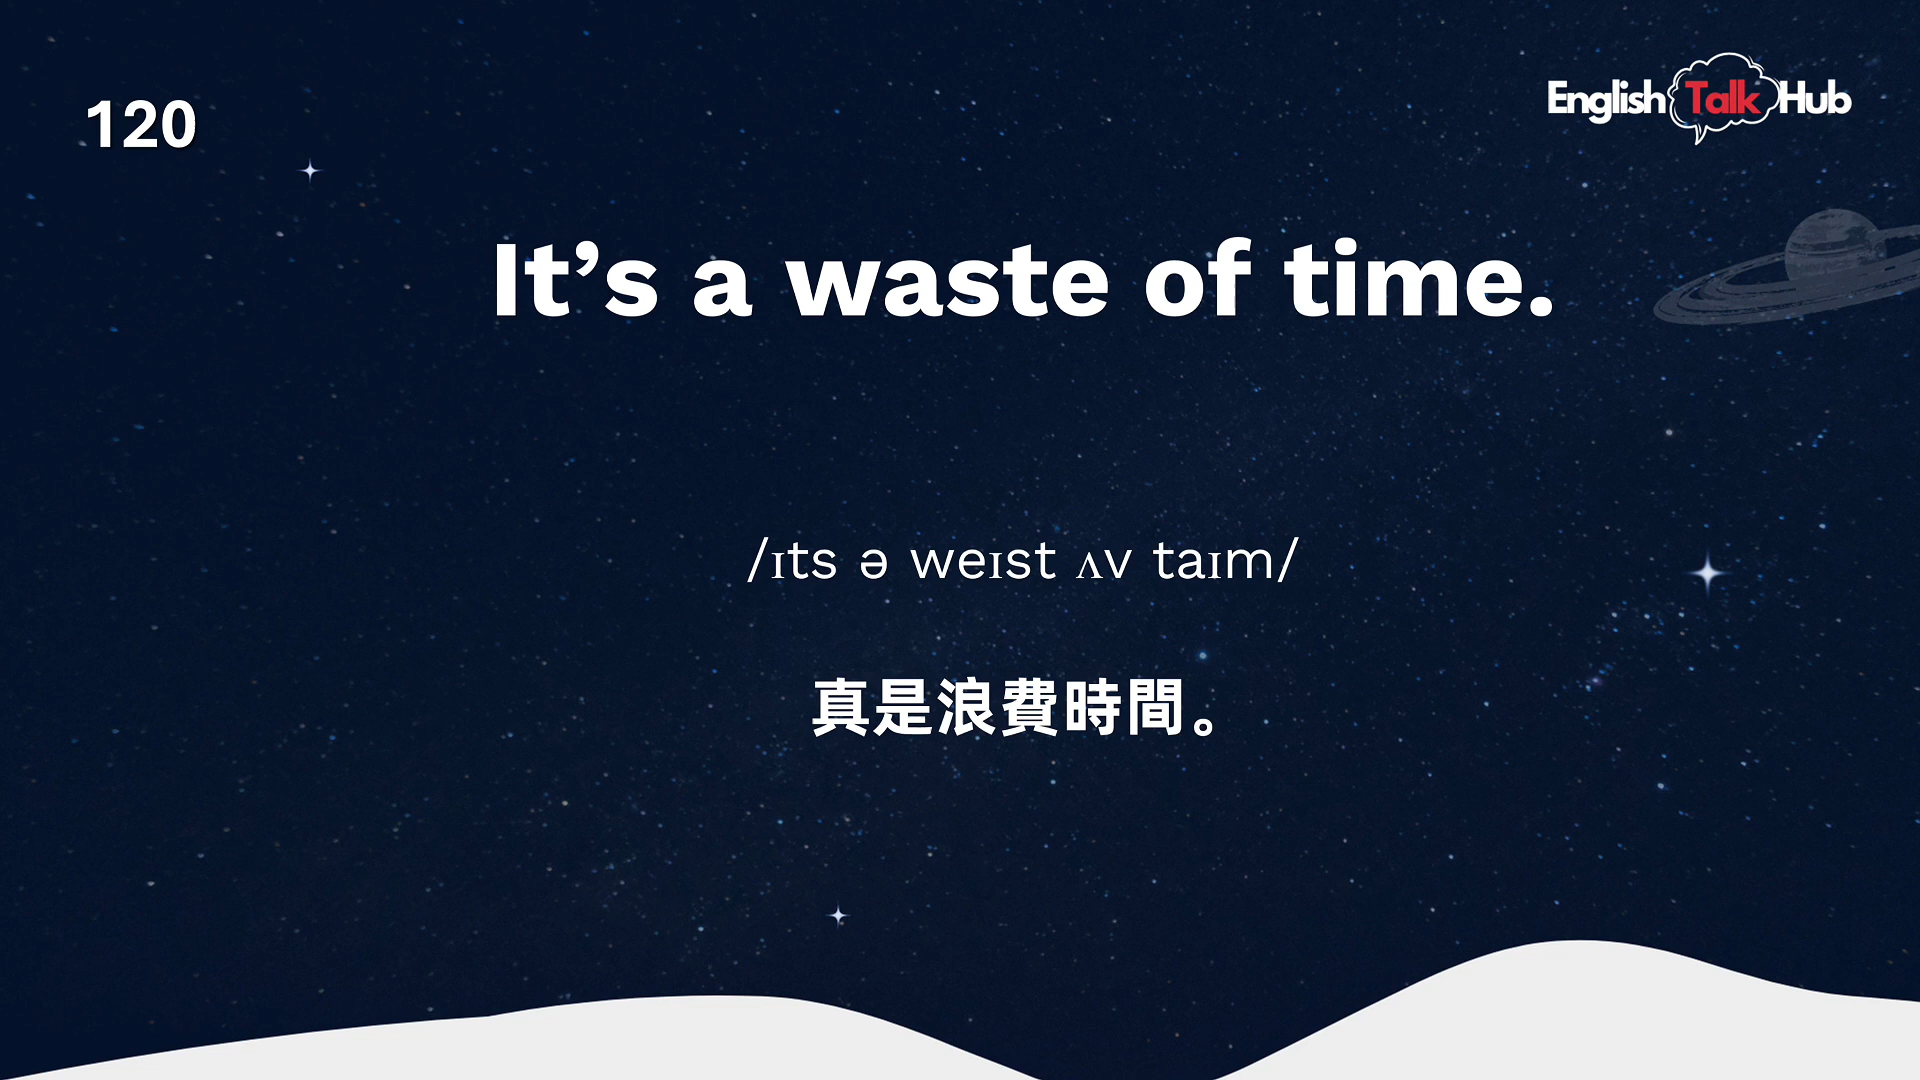 120
English Talk Hub
It’s a waste of time.
/ɪts ə weɪst ʌv taɪm/
真是浪費時間。